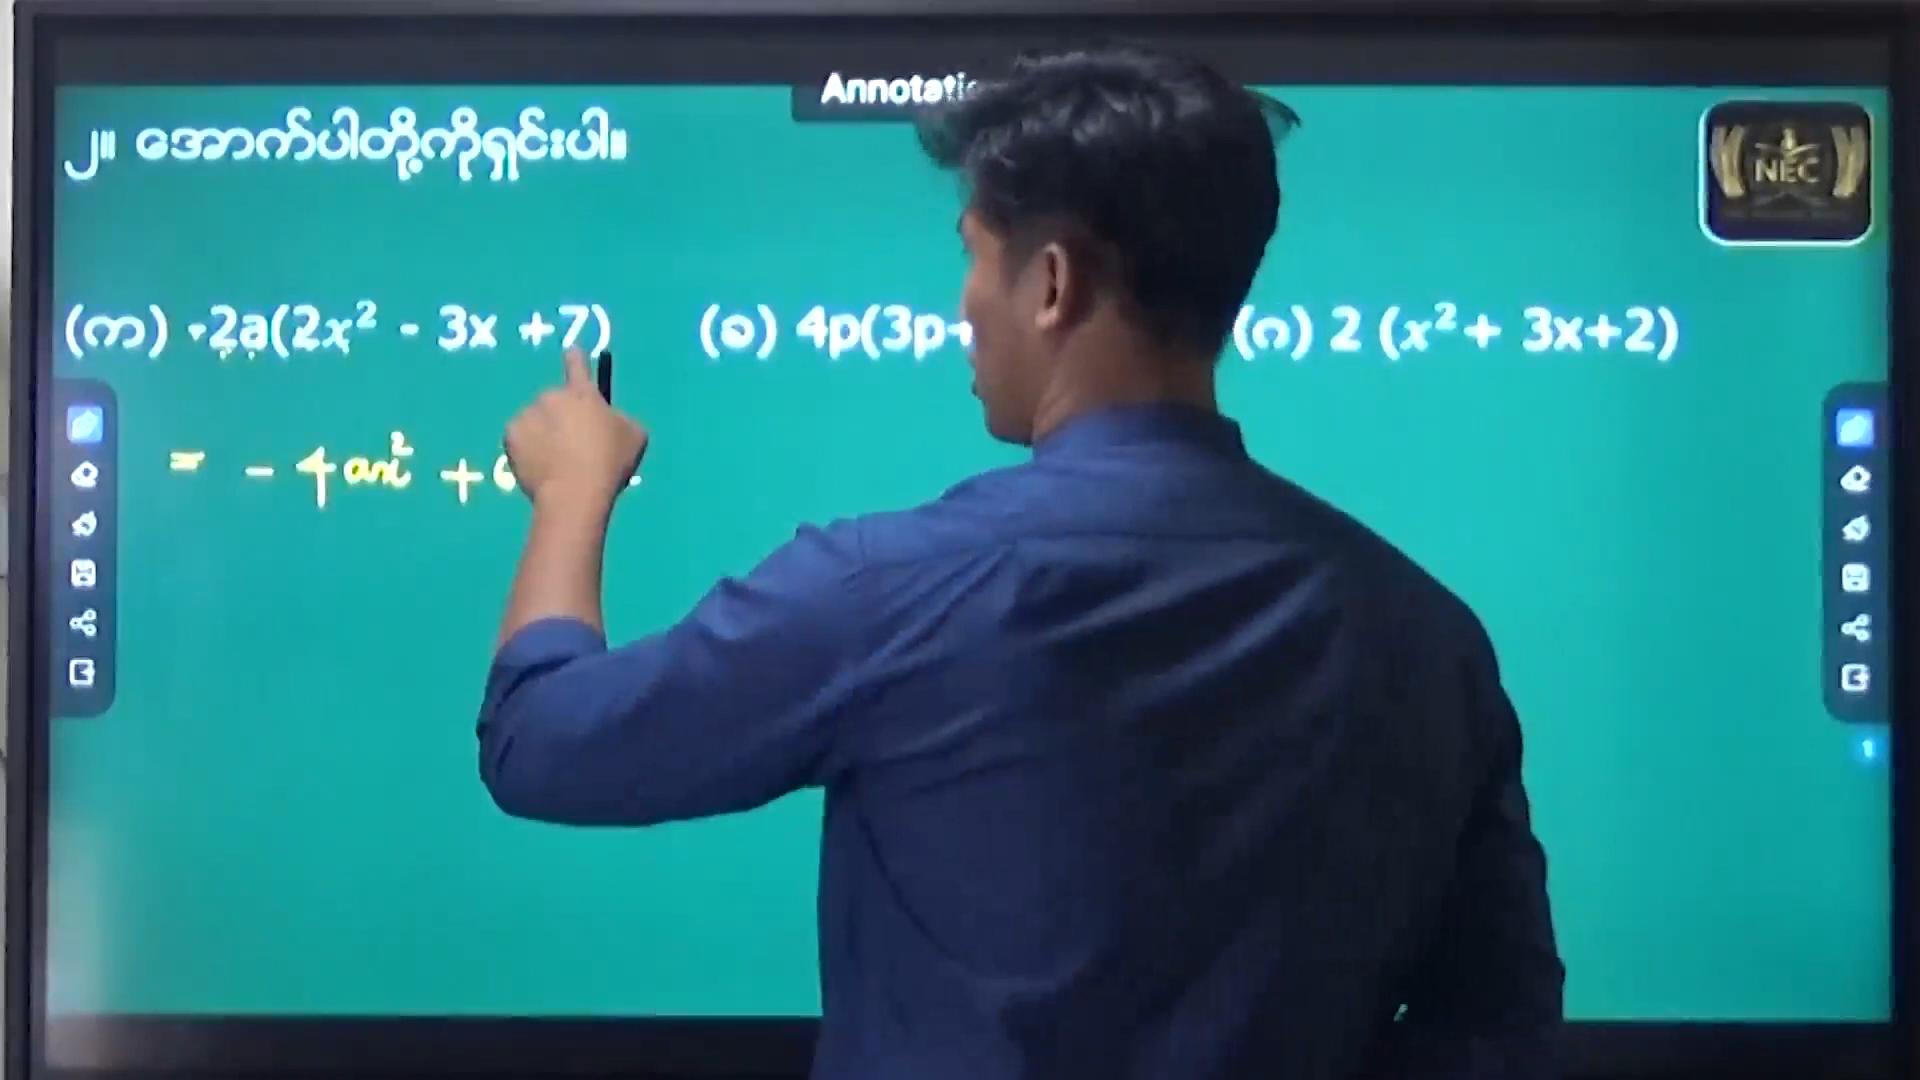 Annotati
၂။ အောက်ပါတို့ကိုရှင်းပါ။
NEC
(က) -2a(2x² - 3x +7) (ခ) 4p(3p+ (ဂ) 2 (x²+ 3x+2)
= - 4ax² + 6
1